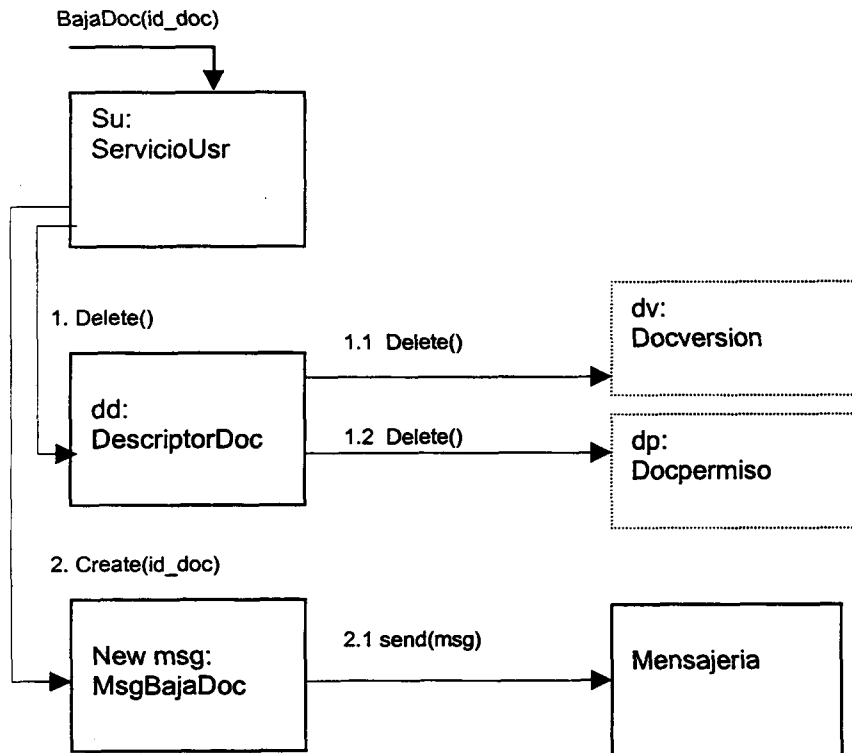 BajaDoc(id_doc)
Su:
ServicioUsr
1. Delete()
1.1 Delete()
dv:
Docversion
dd:
DescriptorDoc
1.2 Delete()
dp:
Docpermiso
2. Create(id_doc)
New msg:
MsgBajaDoc
2.1 send(msg)
Mensajeria